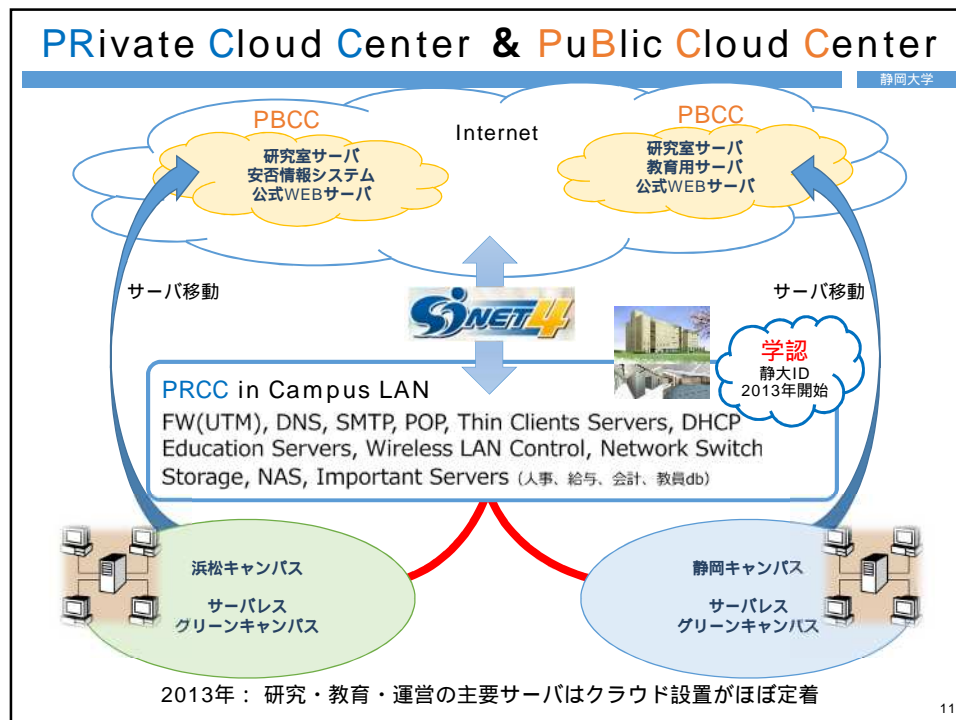 PRivate Cloud Center & PuBlic Cloud Center
静岡大学
PBCC
研究室サーバ
安否情報システム
公式WEBサーバ
Internet
PBCC
研究室サーバ
教育用サーバ
公式WEBサーバ
サーバ移動
SINET4
サーバ移動
学認
静大ID
2013年開始
PRCC in Campus LAN
FW(UTM), DNS, SMTP, POP, Thin Clients Servers, DHCP
Education Servers, Wireless LAN Control, Network Switch
Storage, NAS, Important Servers (人事、給与、会計、教員db)
浜松キャンパス
サーバレス
グリーンキャンパス
静岡キャンパス
サーバレス
グリーンキャンパス
2013年： 研究・教育・運営の主要サーバはクラウド設置がほぼ定着
11